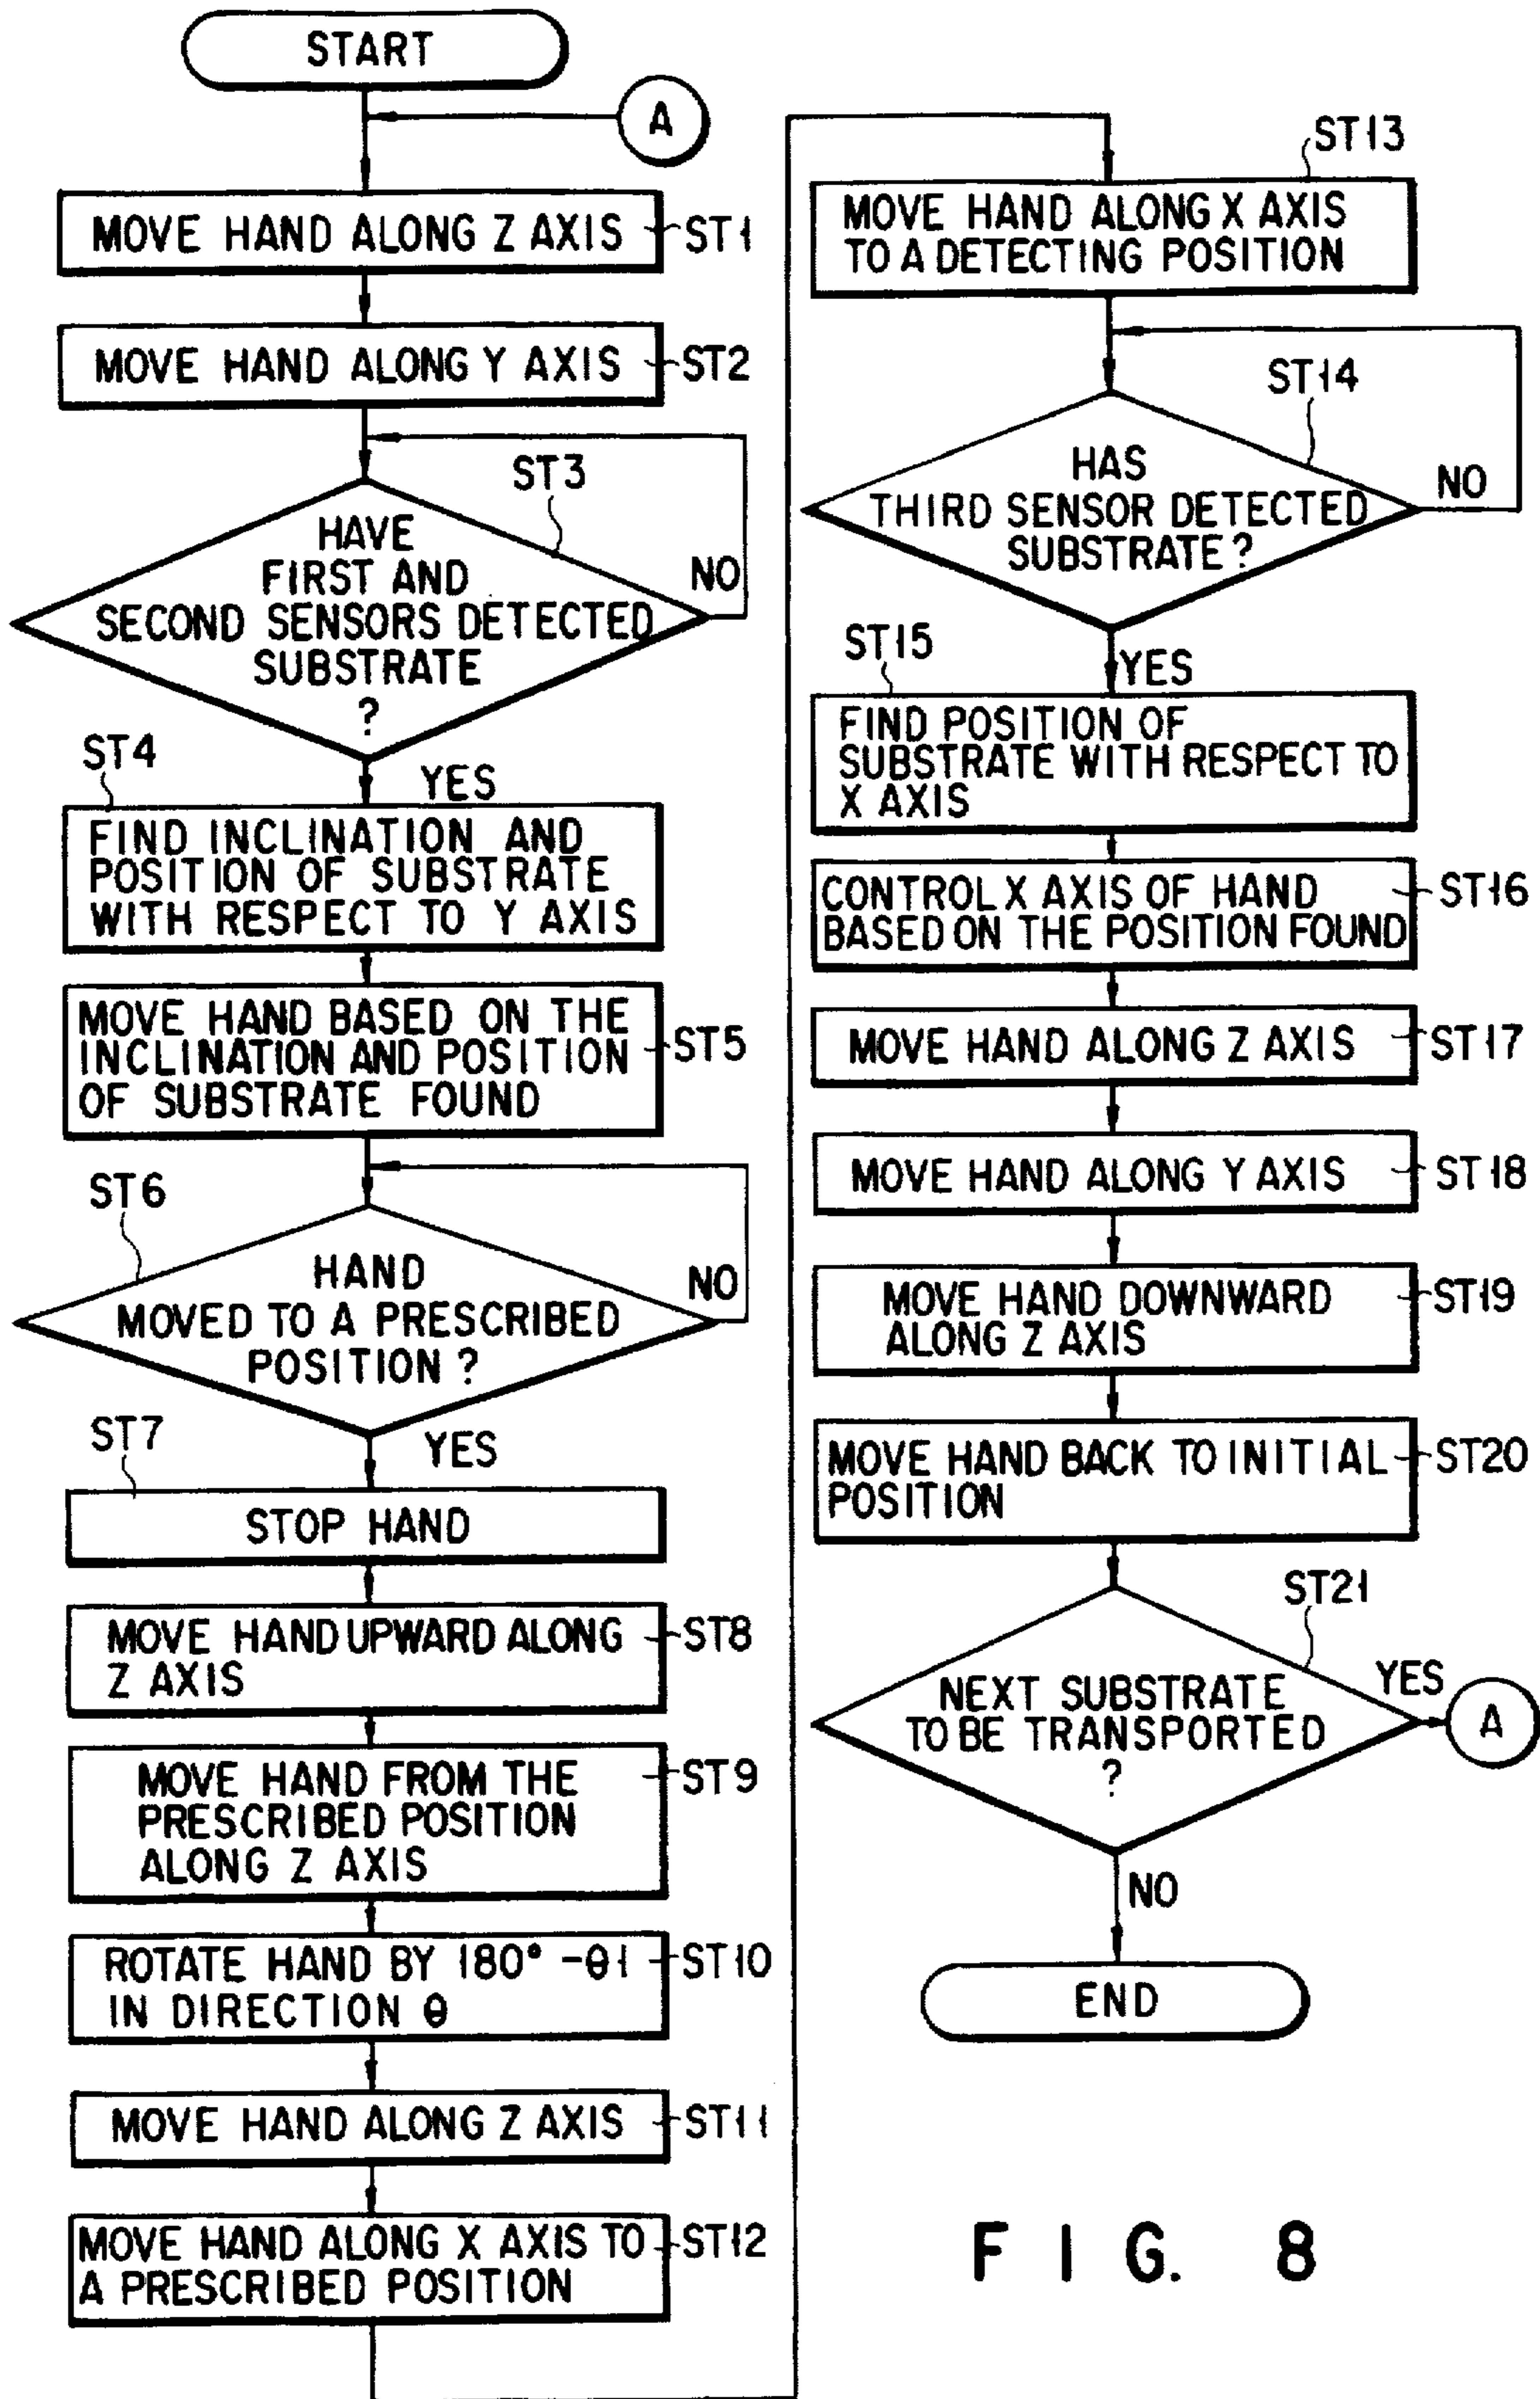 START
A
MOVE HAND ALONG Z AXIS
ST1
MOVE HAND ALONG Y AXIS
ST2
ST3
HAVE
FIRST AND
SECOND SENSORS DETECTED
SUBSTRATE
?
NO
YES
ST4
FIND INCLINATION AND
POSITION OF SUBSTRATE
WITH RESPECT TO Y AXIS
MOVE HAND BASED ON THE
INCLINATION AND POSITION
OF SUBSTRATE FOUND
ST5
ST6
HAND
MOVED TO A PRESCRIBED
POSITION ?
NO
YES
ST7
STOP HAND
MOVE HAND UPWARD ALONG
Z AXIS
ST8
MOVE HAND FROM THE
PRESCRIBED POSITION
ALONG Z AXIS
ST9
ROTATE HAND BY 180° -θ1
IN DIRECTION θ
ST10
MOVE HAND ALONG Z AXIS
ST11
MOVE HAND ALONG X AXIS TO
A PRESCRIBED POSITION
ST12
ST13
MOVE HAND ALONG X AXIS
TO A DETECTING POSITION
ST14
HAS
THIRD SENSOR DETECTED
SUBSTRATE ?
NO
YES
ST15
FIND POSITION OF
SUBSTRATE WITH RESPECT TO
X AXIS
CONTROL X AXIS OF HAND
BASED ON THE POSITION FOUND
ST16
MOVE HAND ALONG Z AXIS
ST17
MOVE HAND ALONG Y AXIS
ST18
MOVE HAND DOWNWARD
ALONG Z AXIS
ST19
MOVE HAND BACK TO INITIAL
POSITION
ST20
ST21
NEXT SUBSTRATE
TO BE TRANSPORTED
?
YES
A
NO
END
FIG. 8